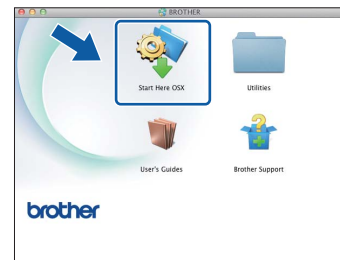 BROTHER
Start Here OSX
Utilities
User's Guides
Brother Support
brother